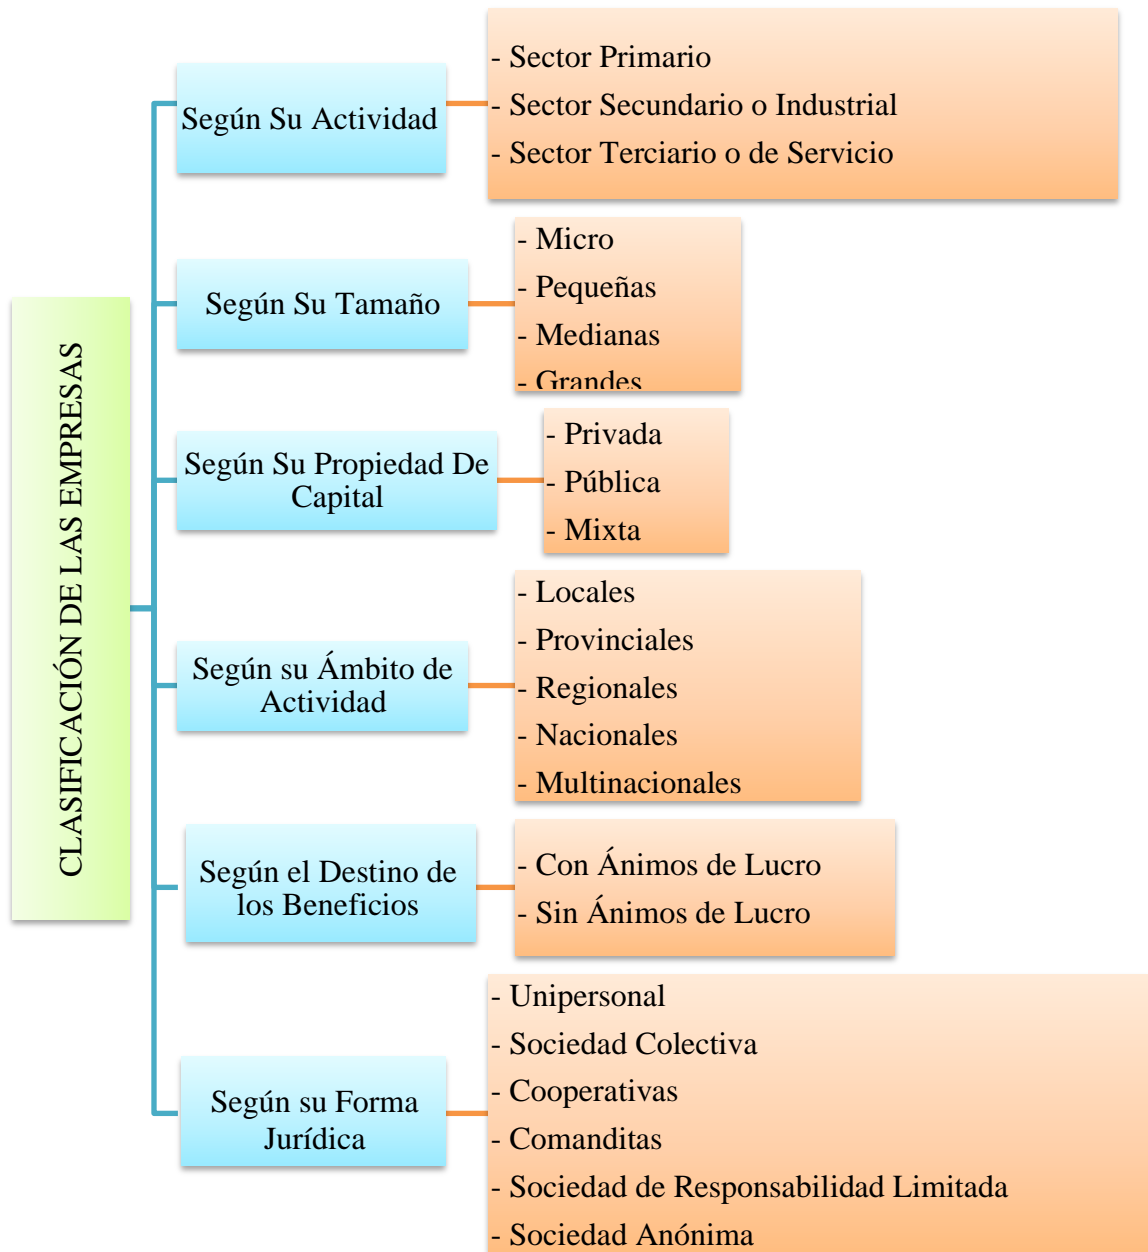 CLASIFICACIÓN DE LAS EMPRESAS
Según Su Actividad
- Sector Primario
- Sector Secundario o Industrial
- Sector Terciario o de Servicio
Según Su Tamaño
- Micro
- Pequeñas
- Medianas
- Grandes
Según Su Propiedad De
Capital
- Privada
- Pública
- Mixta
Según su Ámbito de
Actividad
- Locales
- Provinciales
- Regionales
- Nacionales
- Multinacionales
Según el Destino de
los Beneficios
- Con Ánimos de Lucro
- Sin Ánimos de Lucro
Según su Forma
Jurídica
- Unipersonal
- Sociedad Colectiva
- Cooperativas
- Comanditas
- Sociedad de Responsabilidad Limitada
- Sociedad Anónima